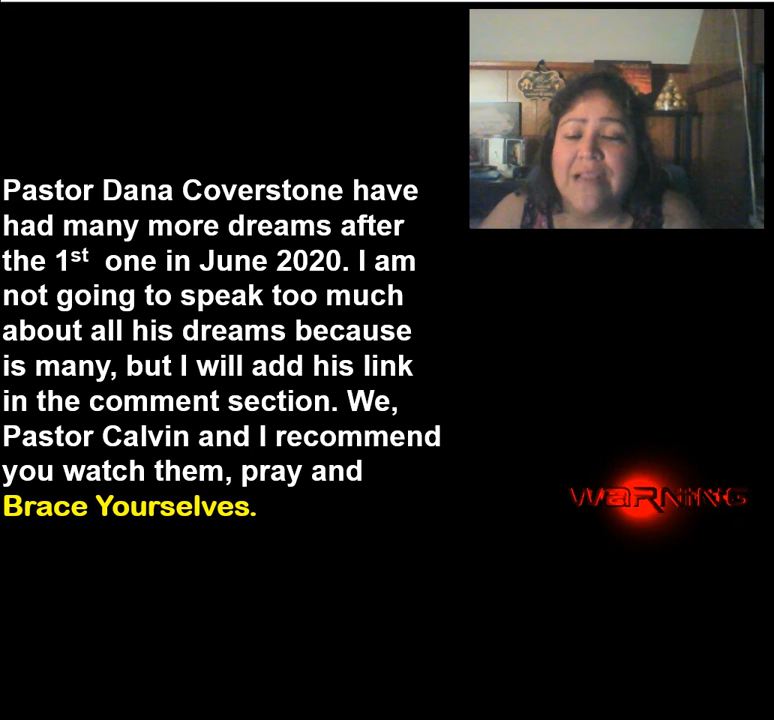 Pastor Dana Coverstone have
had many more dreams after
the 1st one in June 2020. I am
not going to speak too much
about all his dreams because
is many, but I will add his link
in the comment section. We,
Pastor Calvin and I recommend
you watch them, pray and
Brace Yourselves.
WARNING